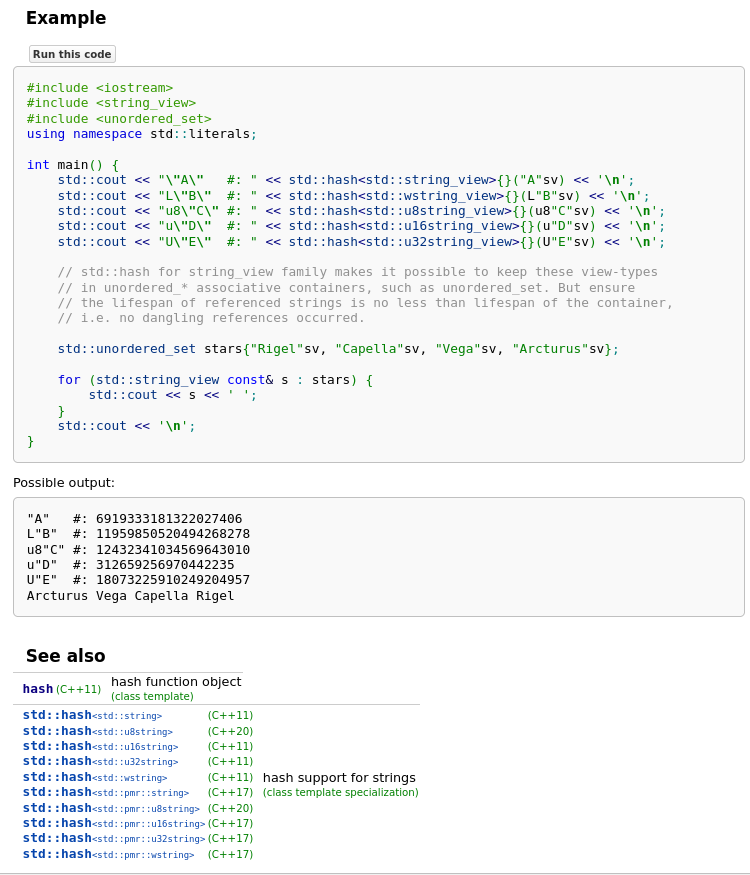 Example
Run this code
#include <iostream>
#include <string_view>
#include <unordered_set>
using namespace std::literals;

int main() {
    std::cout << "\"A\"   #: " << std::hash<std::string_view>{}("A"sv) << '\n';
    std::cout << "L\"B\"  #: " << std::hash<std::wstring_view>{}(L"B"sv) << '\n';
    std::cout << "u8\"C\" #: " << std::hash<std::u8string_view>{}(u8"C"sv) << '\n';
    std::cout << "u\"D\"  #: " << std::hash<std::u16string_view>{}(u"D"sv) << '\n';
    std::cout << "U\"E\"  #: " << std::hash<std::u32string_view>{}(U"E"sv) << '\n';

    // std::hash for string_view family makes it possible to keep these view-types
    // in unordered_* associative containers, such as unordered_set. But ensure
    // the lifespan of referenced strings is no less than lifespan of the container,
    // i.e. no dangling references occurred.

    std::unordered_set stars{"Rigel"sv, "Capella"sv, "Vega"sv, "Arcturus"sv};

    for (std::string_view const& s : stars) {
        std::cout << s << ' ';
    }
    std::cout << '\n';
}
Possible output:
"A"   #: 6919333181322027406
L"B"  #: 11959850520494268278
u8"C" #: 12432341034569643010
u"D"  #: 312659256970442235
U"E"  #: 18073225910249204957
Arcturus Vega Capella Rigel
See also
hash (C++11) hash function object
(class template)
std::hash<std::string> (C++11)
std::hash<std::u8string> (C++20)
std::hash<std::u16string> (C++11)
std::hash<std::u32string> (C++11)
std::hash<std::wstring> (C++11) hash support for strings
std::hash<std::pmr::string> (C++17) (class template specialization)
std::hash<std::pmr::u8string> (C++20)
std::hash<std::pmr::u16string> (C++17)
std::hash<std::pmr::u32string> (C++17)
std::hash<std::pmr::wstring> (C++17)